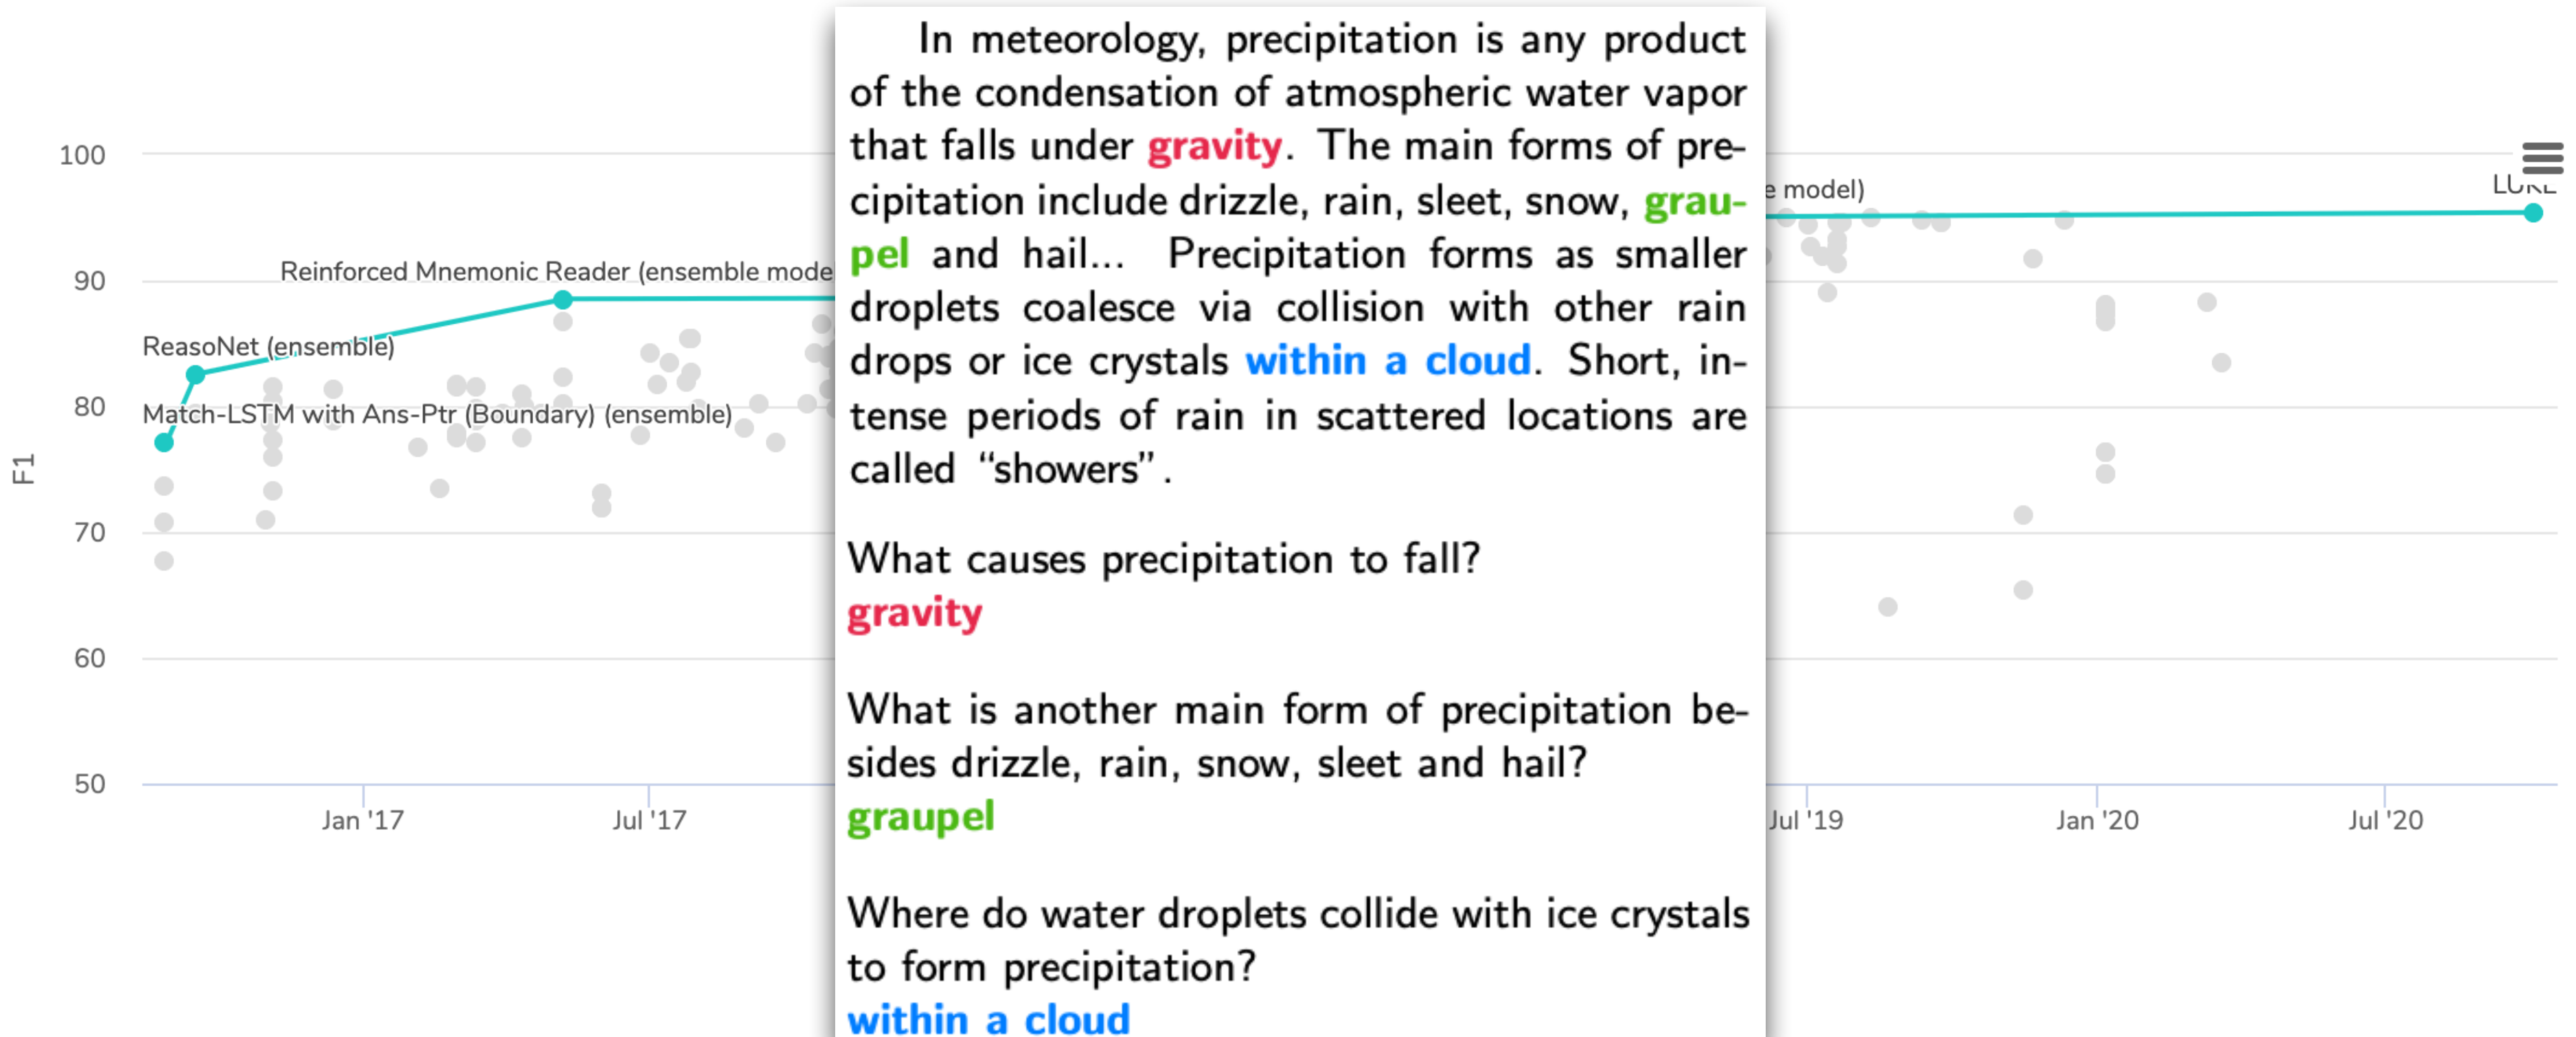 100
90
80
70
60
50
F1
Reinforced Mnemonic Reader (ensemble mode
ReasoNet (ensemble)
Match-LSTM with Ans-Ptr (Boundary) (ensemble)
Jan '17
Jul '17
In meteorology, precipitation is any product
of the condensation of atmospheric water vapor
that falls under gravity. The main forms of pre-
cipitation include drizzle, rain, sleet, snow, grau-
pel and hail... Precipitation forms as smaller
droplets coalesce via collision with other rain
drops or ice crystals within a cloud. Short, in-
tense periods of rain in scattered locations are
called “showers”.
What causes precipitation to fall?
gravity
What is another main form of precipitation be-
sides drizzle, rain, snow, sleet and hail?
graupel
Where do water droplets collide with ice crystals
to form precipitation?
within a cloud
e model)
LUKE
Jul '19
Jan '20
Jul '20